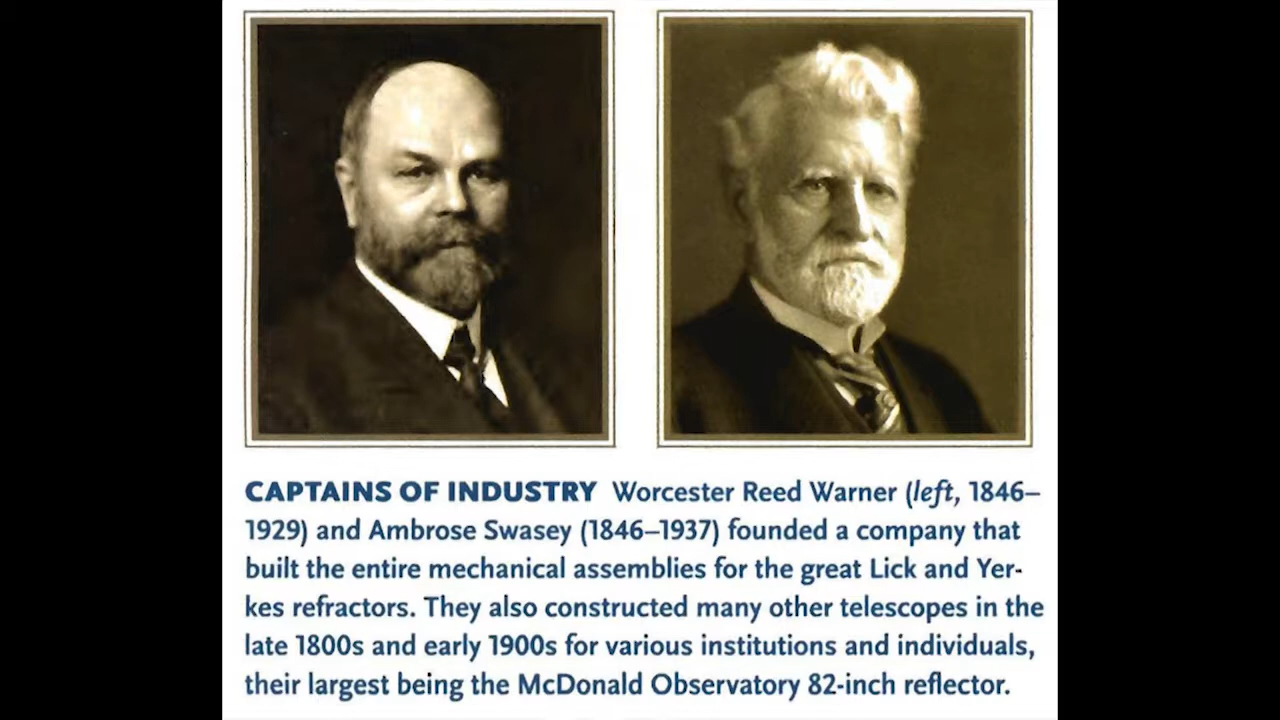 CAPTAINS OF INDUSTRY Worcester Reed Warner (left, 1846–
1929) and Ambrose Swasey (1846–1937) founded a company that
built the entire mechanical assemblies for the great Lick and Yer-
kes refractors. They also constructed many other telescopes in the
late 1800s and early 1900s for various institutions and individuals,
their largest being the McDonald Observatory 82-inch reflector.